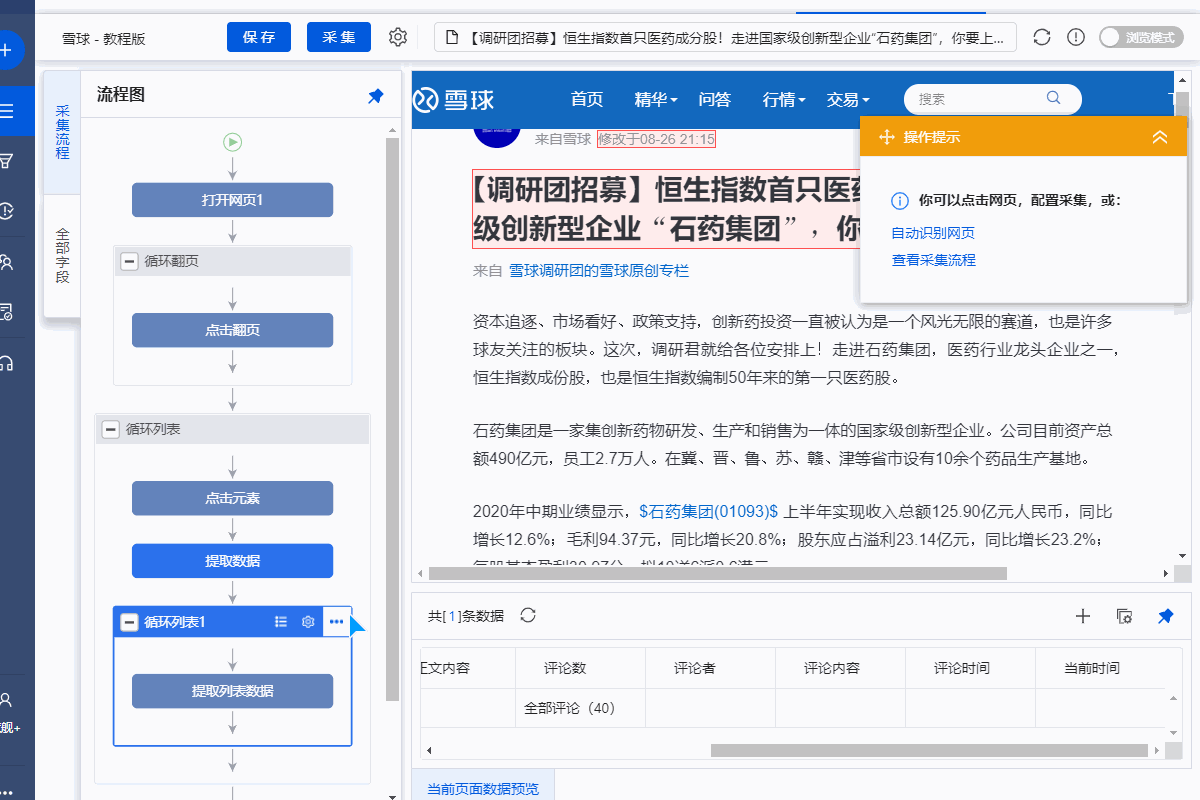 雪球 - 教程版
保存
采集
【调研团招募】恒生指数首只医药成分股！走进国家级创新型企业“石药集团”，你要上...
浏览模式
采集流程
全部字段
流程图
打开网页1
循环翻页
点击翻页
循环列表
点击元素
提取数据
循环列表1
提取列表数据
舰+
雪球
首页
精华
问答
行情
交易
搜索
来自雪球 修改于08-26 21:15
【调研团招募】恒生指数首只医药
级创新型企业“石药集团”，你
来自 雪球调研团的雪球原创专栏
操作提示
你可以点击网页，配置采集，或：
自动识别网页
查看采集流程
资本追逐、市场看好、政策支持，创新药投资一直被认为是一个风光无限的赛道，也是许多
球友关注的板块。这次，调研君就给各位安排上！走进石药集团，医药行业龙头企业之一，
恒生指数成份股，也是恒生指数编制50年来的第一只医药股。
石药集团是一家集创新药物研发、生产和销售为一体的国家级创新型企业。公司目前资产总
额490亿元，员工2.7万人。在冀、晋、鲁、苏、赣、津等省市设有10余个药品生产基地。
2020年中期业绩显示，$石药集团(01093)$ 上半年实现收入总额125.90亿元人民币，同比
增长12.6%；毛利94.37元，同比增长20.8%；股东应占溢利23.14亿元，同比增长23.2%；
共[ 1 ]条数据
正文内容
评论数
评论者
评论内容
评论时间
当前时间
全部评论（40）
当前页面数据预览